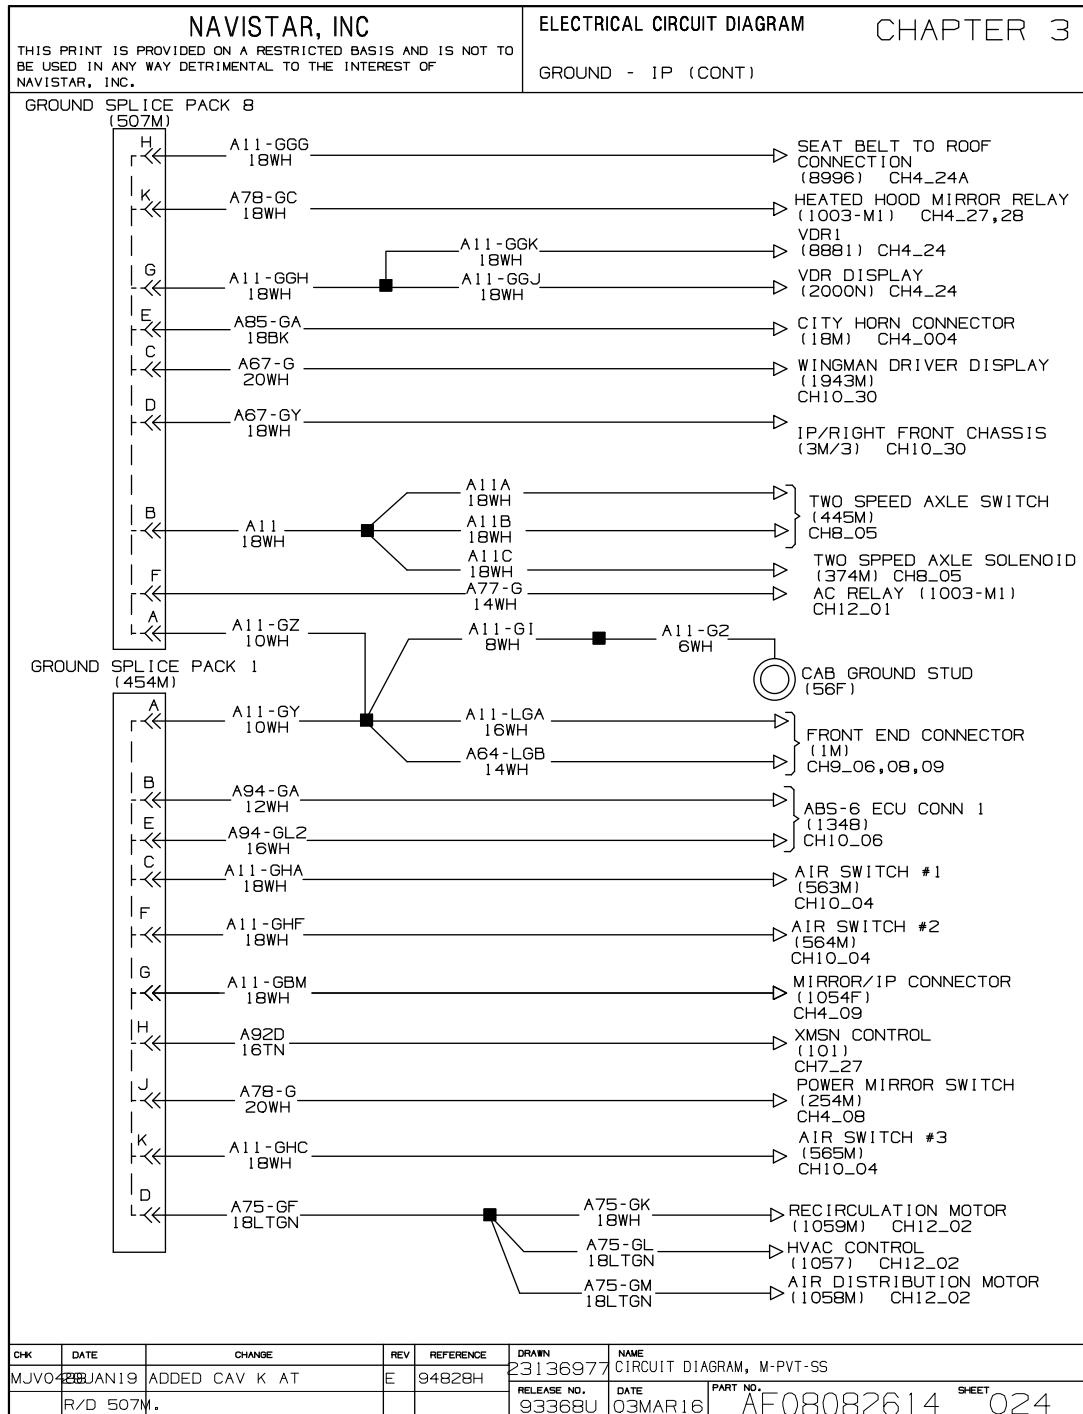 NAVISTAR, INC
THIS PRINT IS PROVIDED ON A RESTRICTED BASIS AND IS NOT TO
BE USED IN ANY WAY DETRIMENTAL TO THE INTEREST OF
NAVISTAR, INC.
ELECTRICAL CIRCUIT DIAGRAM
CHAPTER 3
GROUND - IP (CONT)
GROUND SPLICE PACK 8
(507M)
H
A11-GGG
18WH
SEAT BELT TO ROOF
CONNECTION
(8996) CH4_24A
K
A78-GC
18WH
HEATED HOOD MIRROR RELAY
(1003-M1) CH4_27,28
A11-GGK
18WH
VDR1
(8881) CH4_24
G
A11-GGH
18WH
A11-GGJ
18WH
VDR DISPLAY
(2000N) CH4_24
E
A85-GA
18BK
CITY HORN CONNECTOR
(18M) CH4_004
C
A67-G
20WH
WINGMAN DRIVER DISPLAY
(1943M)
CH10_30
D
A67-GY
18WH
IP/RIGHT FRONT CHASSIS
(3M/3) CH10_30
B
A11
18WH
A11A
18WH
A11B
18WH
TWO SPEED AXLE SWITCH
(445M)
CH8_05
A11C
18WH
TWO SPPED AXLE SOLENOID
(374M) CH8_05
F
A77-G
14WH
AC RELAY (1003-M1)
CH12_01
A
A11-GZ
10WH
A11-GI
8WH
A11-G2
6WH
CAB GROUND STUD
(56F)
GROUND SPLICE PACK 1
(454M)
A
A11-GY
10WH
A11-LGA
16WH
A64-LGB
14WH
FRONT END CONNECTOR
(1M)
CH9_06,08,09
B
A94-GA
12WH
E
A94-GL2
16WH
ABS-6 ECU CONN 1
(1348)
CH10_06
C
A11-GHA
18WH
AIR SWITCH #1
(563M)
CH10_04
F
A11-GHF
18WH
AIR SWITCH #2
(564M)
CH10_04
G
A11-GBM
18WH
MIRROR/IP CONNECTOR
(1054F)
CH4_09
H
A92D
16TN
XMSN CONTROL
(101)
CH7_27
J
A78-G
20WH
POWER MIRROR SWITCH
(254M)
CH4_08
K
A11-GHC
18WH
AIR SWITCH #3
(565M)
CH10_04
D
A75-GF
18LTGN
A75-GK
18WH
RECIRCULATION MOTOR
(1059M) CH12_02
A75-GL
18LTGN
HVAC CONTROL
(1057) CH12_02
A75-GM
18LTGN
AIR DISTRIBUTION MOTOR
(1058M) CH12_02
CHK DATE CHANGE REV REFERENCE
ADDED CAV K AT E 94828H
R/D 507M.
DRAWN
23136977
NAME
CIRCUIT DIAGRAM, M-PVT-SS
RELEASE NO.
93368U
DATE
03MAR16
PART NO.
AF08082614
SHEET
024